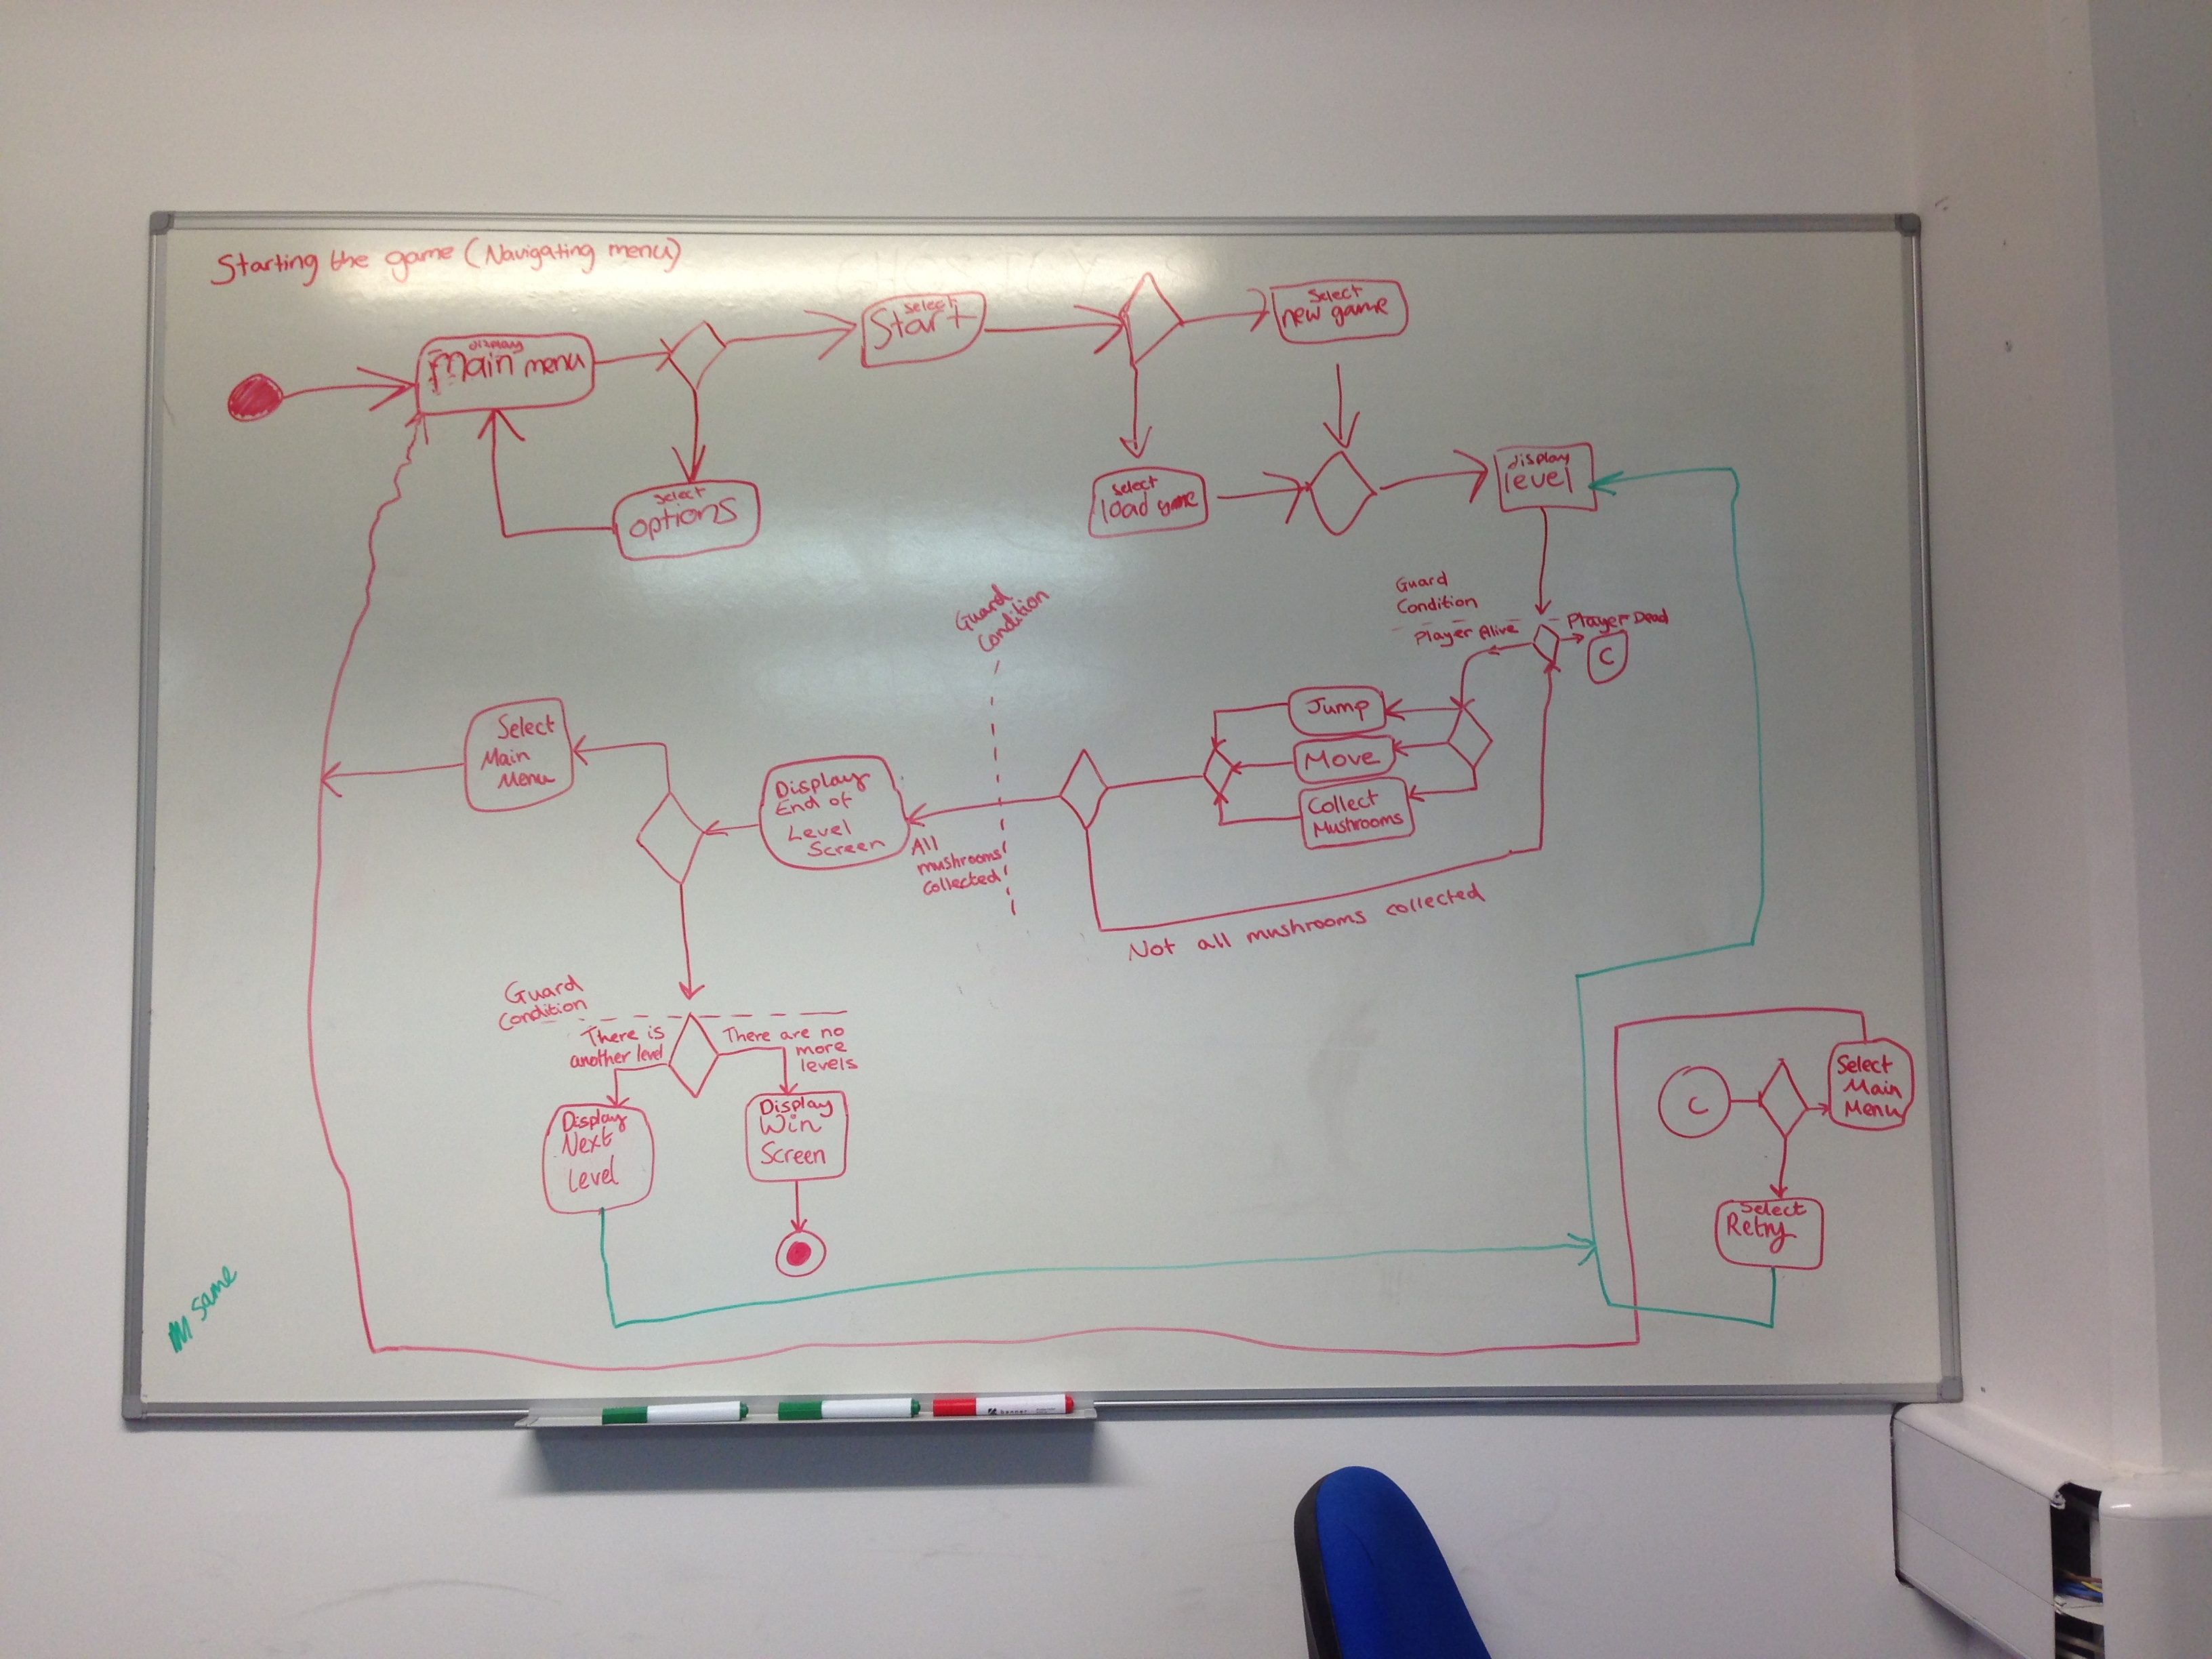 Starting the game (Navigating menu)
display
Main menu
select
Start
Select
new game
select
options
select
load game
display
level
Guard
Condition
Player Alive
Player Dead
C
Guard
Condition
Jump
Move
Collect
Mushrooms
Not all mushrooms collected
All
mushrooms
collected
Display
End of
Level
Screen
Select
Main
Menu
Guard
Condition
There is
another level
There are no
more
levels
Display
Next
Level
Display
Win
Screen
C
Select
Main
Menu
Select
Retry
same